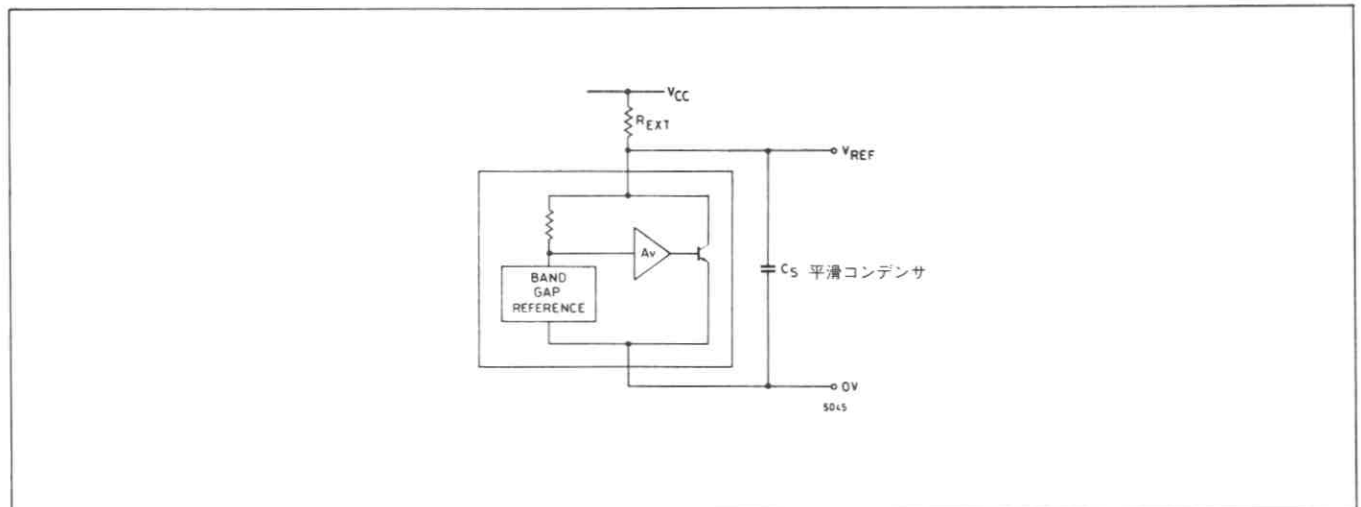 VCC
REXT
VREF
AV
BAND
GAP
REFERENCE
CS 平滑コンデンサ
0V
5045